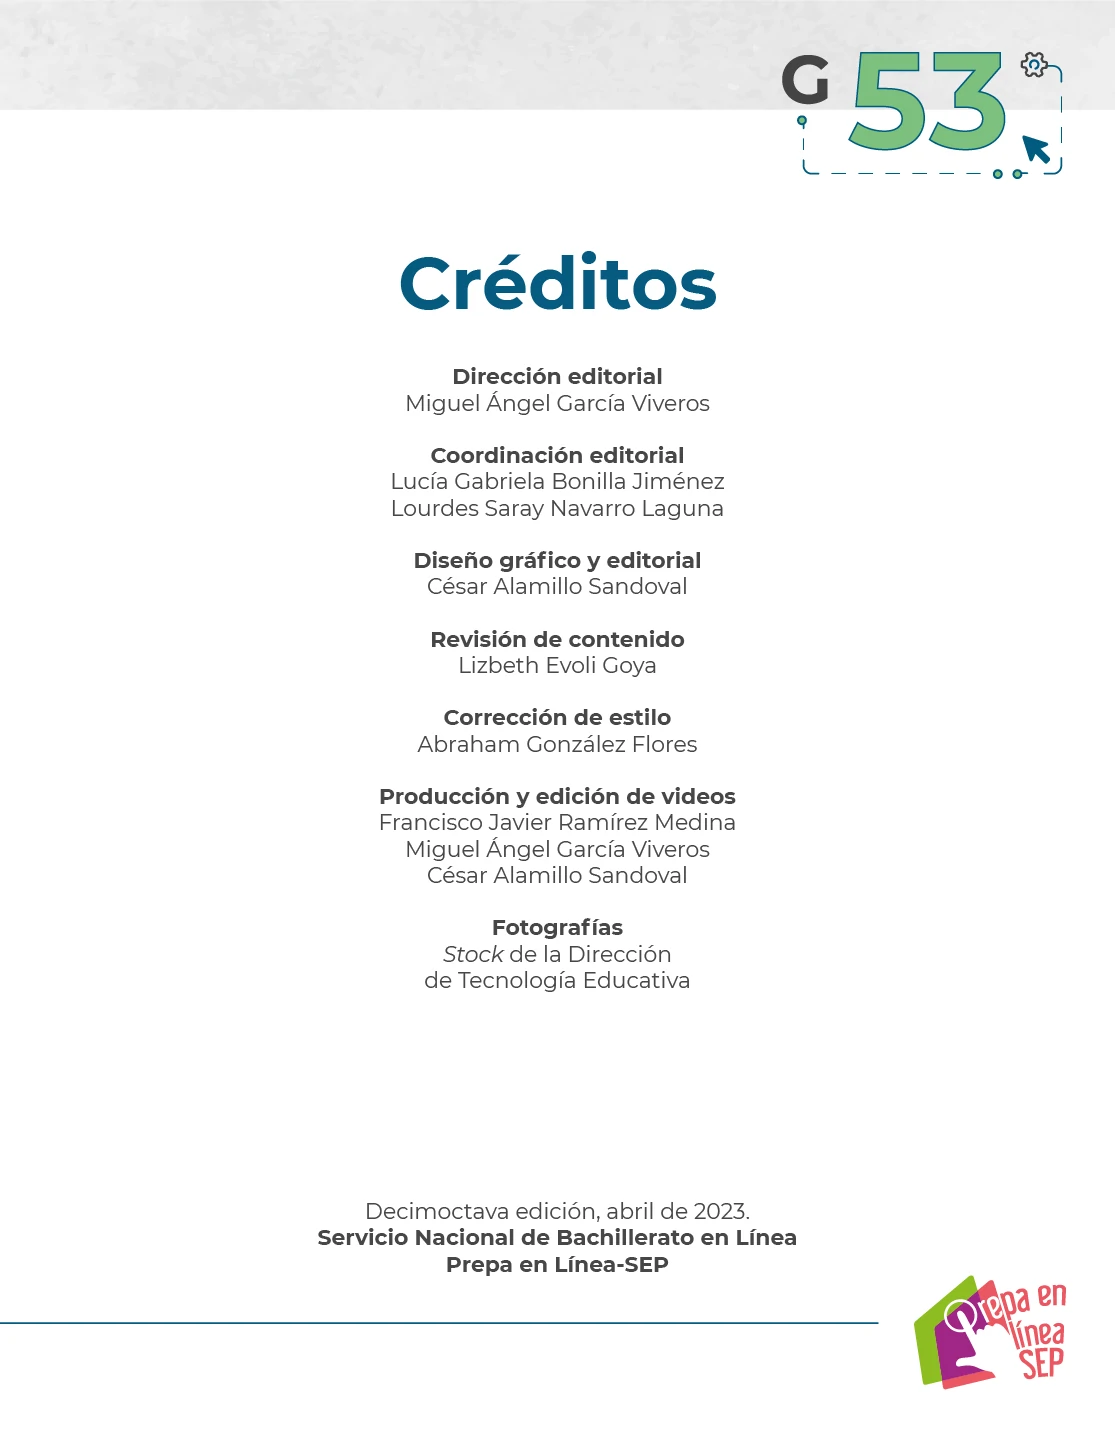 G 53
Créditos
Dirección editorial
Miguel Ángel García Viveros
Coordinación editorial
Lucía Gabriela Bonilla Jiménez
Lourdes Saray Navarro Laguna
Diseño gráfico y editorial
César Alamillo Sandoval
Revisión de contenido
Lizbeth Evoli Goya
Corrección de estilo
Abraham González Flores
Producción y edición de videos
Francisco Javier Ramírez Medina
Miguel Ángel García Viveros
César Alamillo Sandoval
Fotografías
Stock de la Dirección
de Tecnología Educativa
Decimoctava edición, abril de 2023.
Servicio Nacional de Bachillerato en Línea
Prepa en Línea-SEP
Prepa en
línea
SEP